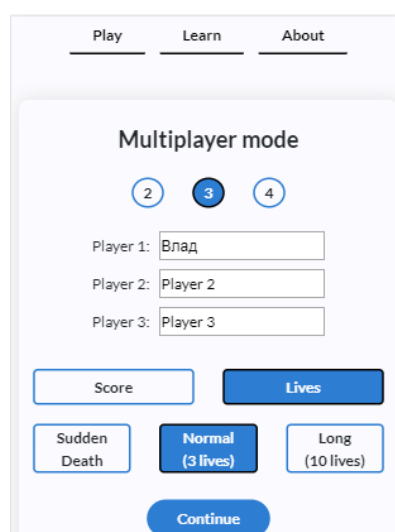 Play Learn About
Multiplayer mode
2 3 4
Player 1: Влад
Player 2: Player 2
Player 3: Player 3
Score Lives
Sudden Normal Long
Death (3 lives) (10 lives)
Continue